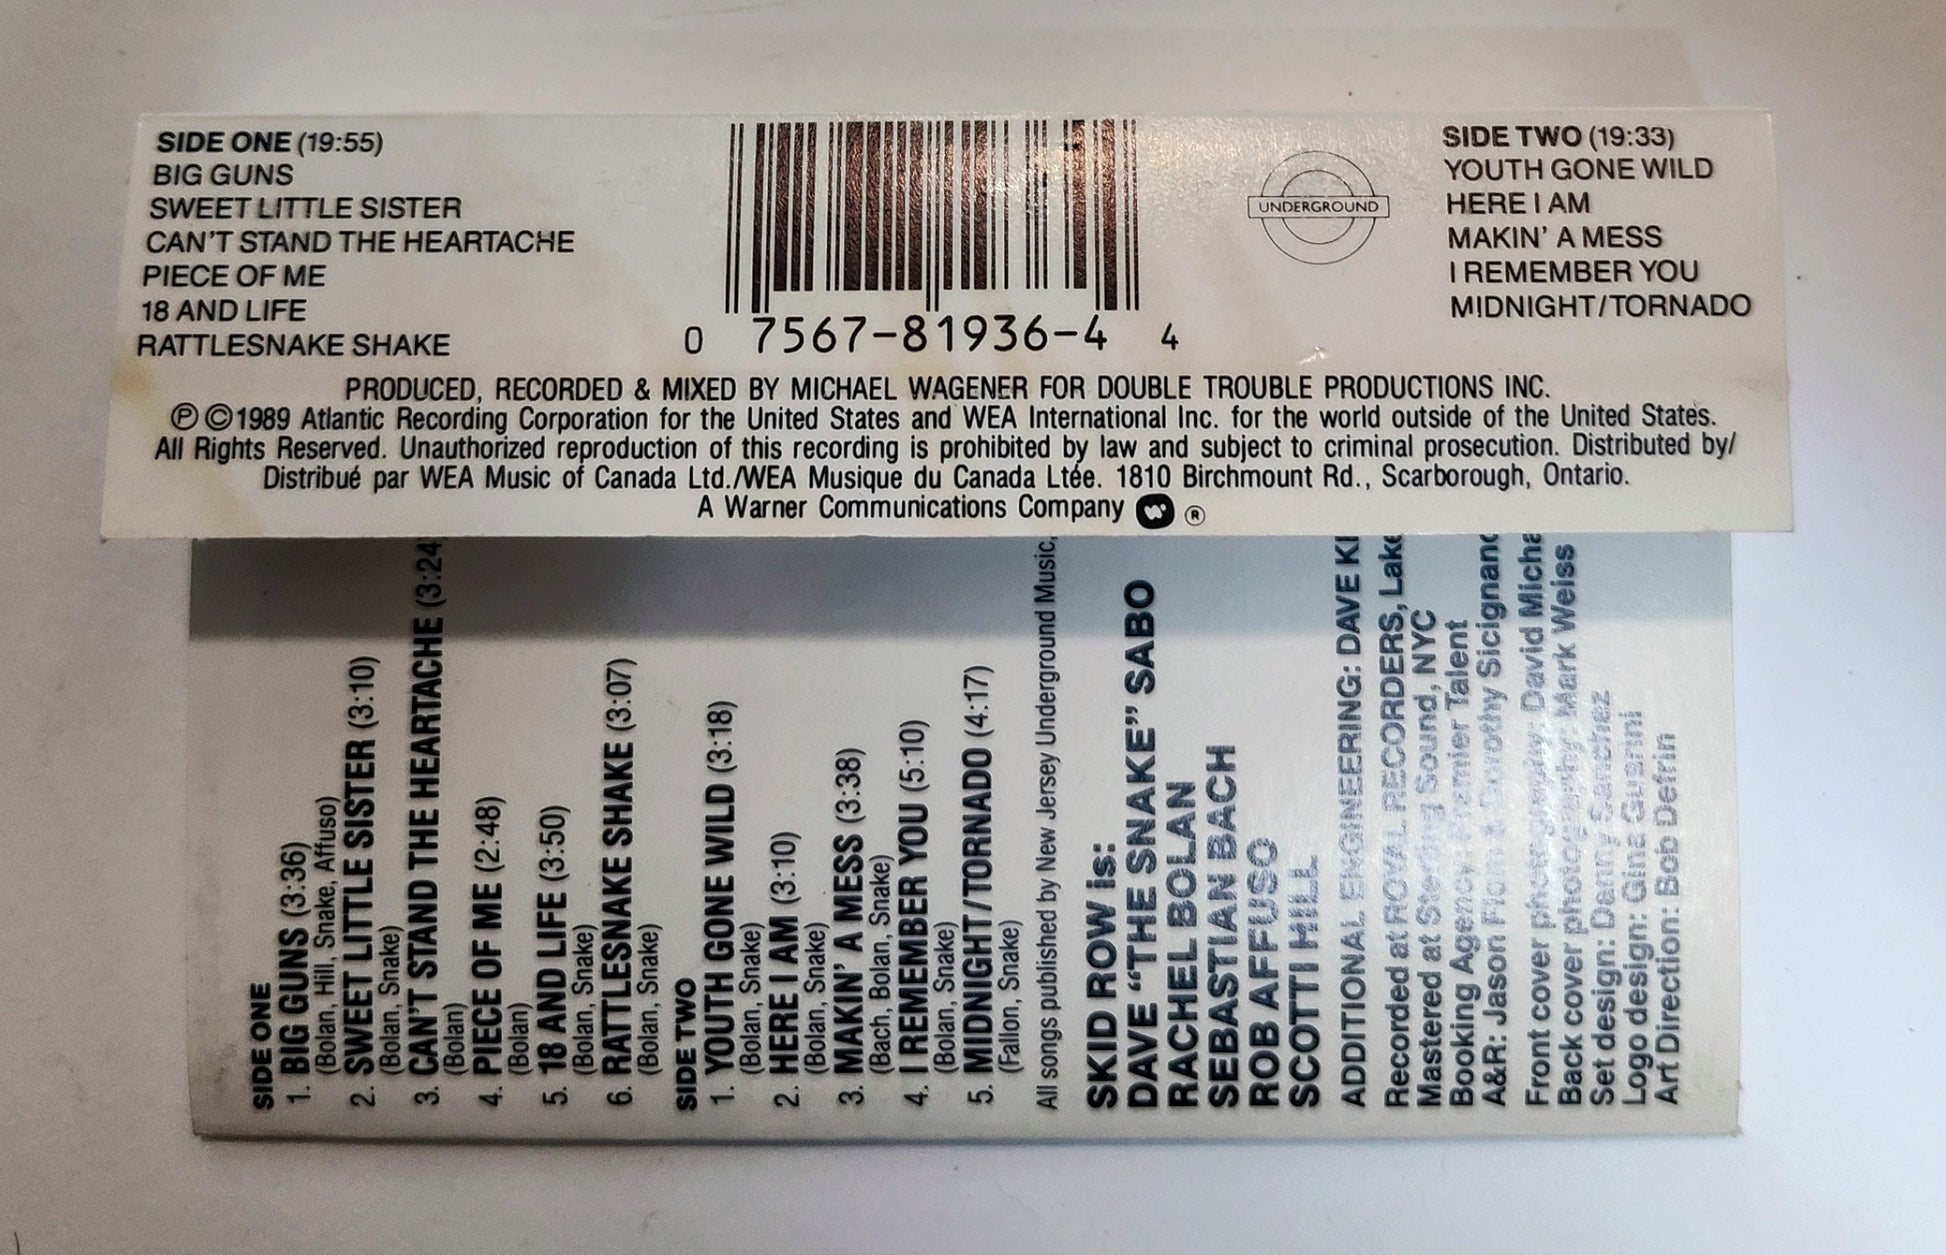 SIDE ONE (19:55)
BIG GUNS
SWEET LITTLE SISTER
CAN'T STAND THE HEARTACHE
PIECE OF ME
18 AND LIFE
RATTLESNAKE SHAKE
0 7567-81936-4 4
UNDERGROUND
SIDE TWO (19:33)
YOUTH GONE WILD
HERE I AM
MAKIN' A MESS
I REMEMBER YOU
MIDNIGHT/TORNADO
PRODUCED, RECORDED & MIXED BY MICHAEL WAGENER FOR DOUBLE TROUBLE PRODUCTIONS INC.
Ⓟ©1989 Atlantic Recording Corporation for the United States and WEA International Inc. for the world outside of the United States.
All Rights Reserved. Unauthorized reproduction of this recording is prohibited by law and subject to criminal prosecution. Distributed by/
Distribué par WEA Music of Canada Ltd./WEA Musique du Canada Ltée. 1810 Birchmount Rd., Scarborough, Ontario.
A Warner Communications Company ®
SIDE ONE
1. BIG GUNS (3:36)
(Bolan, Hill, Snake, Affuso)
2. SWEET LITTLE SISTER (3:10)
(Bolan, Snake)
3. CAN'T STAND THE HEARTACHE (3:24
(Bolan)
4. PIECE OF ME (2:48)
(Bolan)
5. 18 AND LIFE (3:50)
(Bolan, Snake)
6. RATTLESNAKE SHAKE (3:07)
(Bolan, Snake)
SIDE TWO
1. YOUTH GONE WILD (3:18)
(Bolan, Snake)
2. HERE I AM (3:10)
(Bolan, Snake)
3. MAKIN' A MESS (3:38)
(Bach, Bolan, Snake)
4. I REMEMBER YOU (5:10)
(Bolan, Snake)
5. MIDNIGHT/TORNADO (4:17)
(Fallon, Snake)
All songs published by New Jersey Underground Music,
SKID ROW is:
DAVE "THE SNAKE" SABO
RACHEL BOLAN
SEBASTIAN BACH
ROB AFFUSO
SCOTTI HILL
ADDITIONAL ENGINEERING: DAVE
Recorded at ROYAL RECORDERS, Lake
Mastered at Sterling Sound, NYC
Booking Agency: Premier Talent
A&R: Jason Flom & Dorothy
Front cover photography: David Micha
Back cover photography: Mark Weiss
Set design: Danny Sanchez
Logo design: Gina Guarini
Art Direction: Bob Defrin